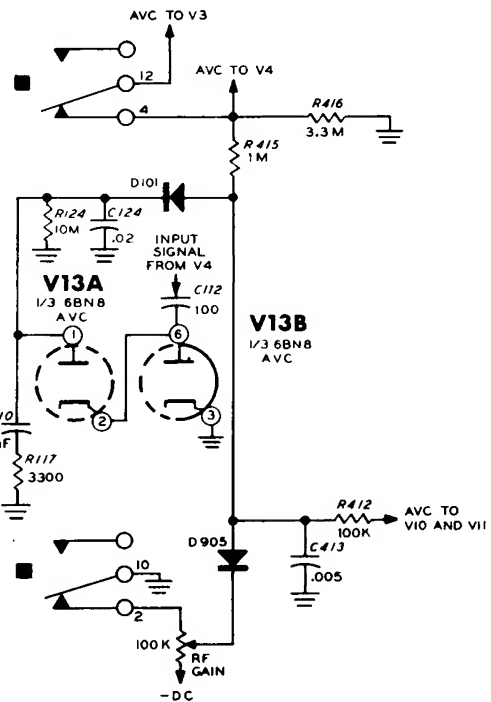 AVC TO V3
12
AVC TO V4
4
R416
3.3M
R415
1M
D101
R124
10M
C124
.02
INPUT
SIGNAL
FROM V4
V13A
1/3 6BN8
AVC
C112
100
V13B
1/3 6BN8
AVC
1
6
2
3
R117
3300
R412
100K
AVC TO
V10 AND V11
D905
C413
.005
10
2
100K
RF
GAIN
-DC